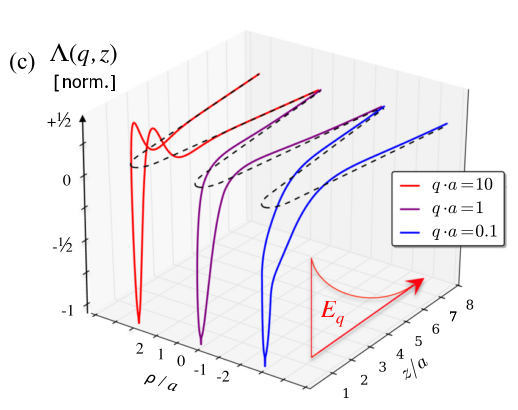 (c) Λ(q, z)
[norm.]
+½
0
-½
-1
q·a=10
q·a=1
q·a=0.1
E_q
2 1 0 -1 -2
ρ/a
1 2 3 4 5 6 7 8
z/a